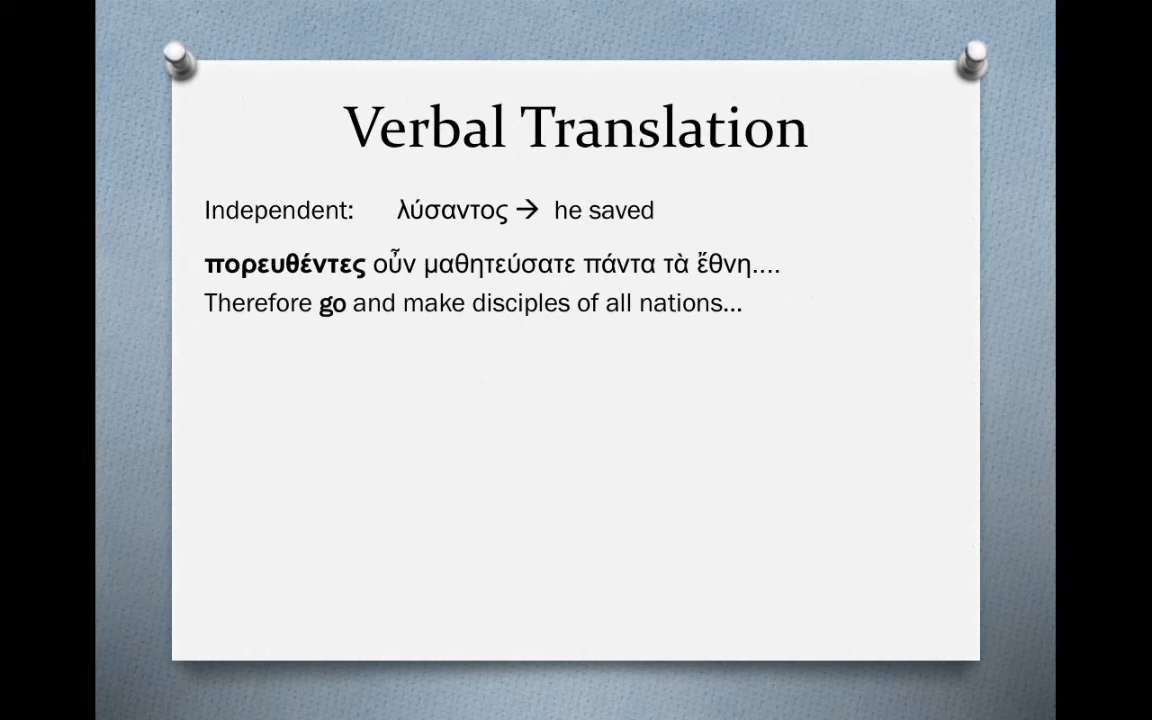 Verbal Translation
Independent: λύσαντος → he saved
πορευθέντες οὖν μαθητεύσατε πάντα τὰ ἔθνη....
Therefore go and make disciples of all nations...